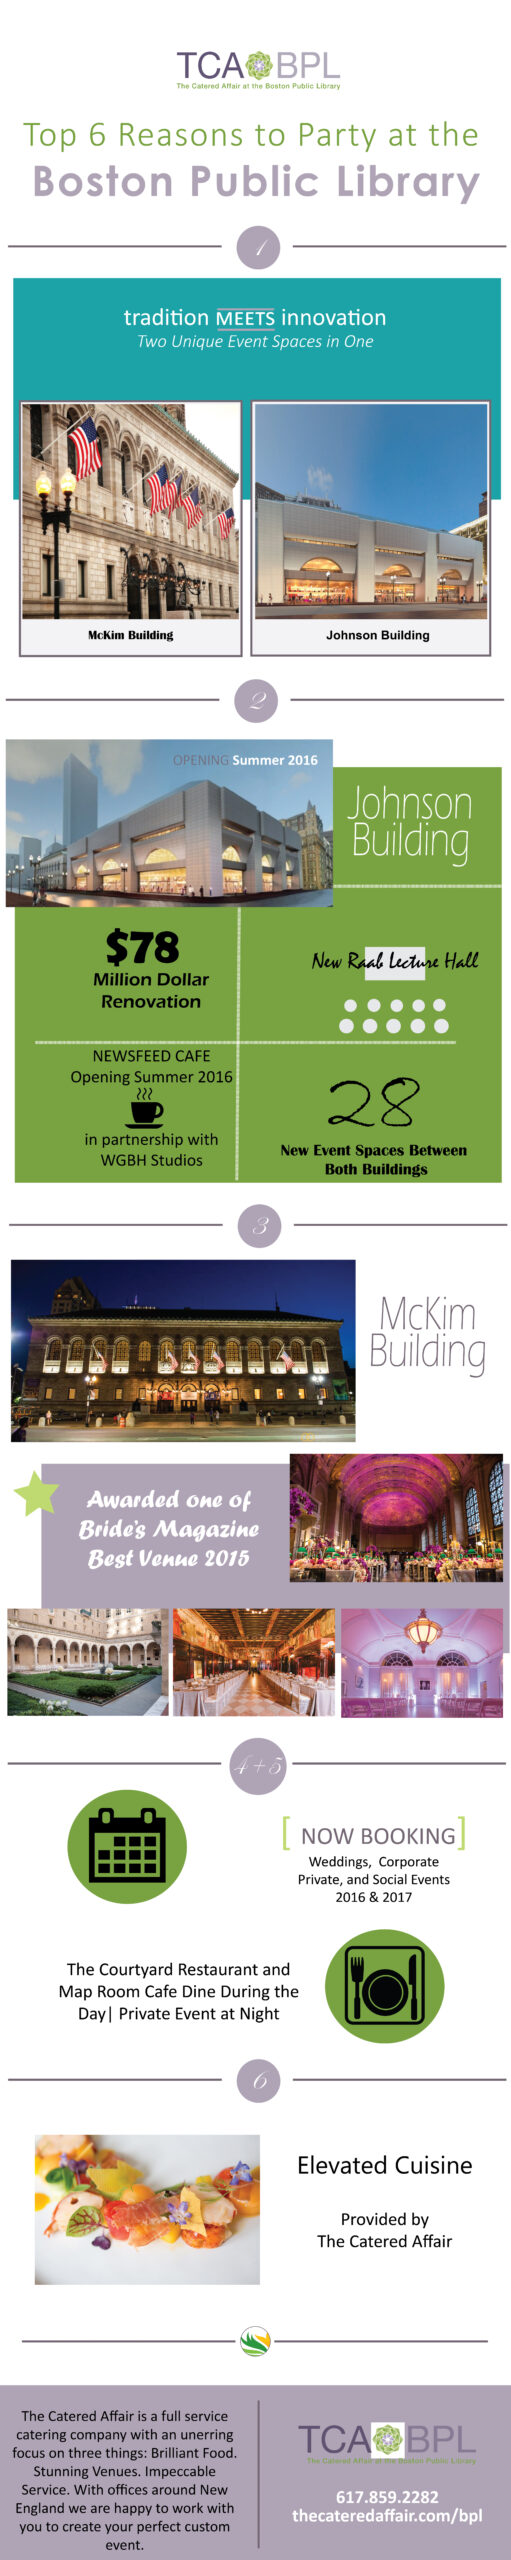 TCA BPL
The Catered Affair at the Boston Public Library
Top 6 Reasons to Party at the
Boston Public Library
1
tradition MEETS innovation
Two Unique Event Spaces in One
McKim Building
Johnson Building
2
OPENING Summer 2016
Johnson
Building
$78
Million Dollar
Renovation
New Raab Lecture Hall
NEWSFEED CAFE
Opening Summer 2016
in partnership with
WGBH Studios
28
New Event Spaces Between
Both Buildings
3
McKim
Building
Awarded one of
Bride's Magazine
Best Venue 2015
4+5
[ NOW BOOKING ]
Weddings, Corporate
Private, and Social Events
2016 & 2017
The Courtyard Restaurant and
Map Room Cafe Dine During the
Day| Private Event at Night
6
Elevated Cuisine
Provided by
The Catered Affair
The Catered Affair is a full service
catering company with an unerring
focus on three things: Brilliant Food.
Stunning Venues. Impeccable
Service. With offices around New
England we are happy to work with
you to create your perfect custom
event.
TCA BPL
The Catered Affair at the Boston Public Library
617.859.2282
thecateredaffair.com/bpl